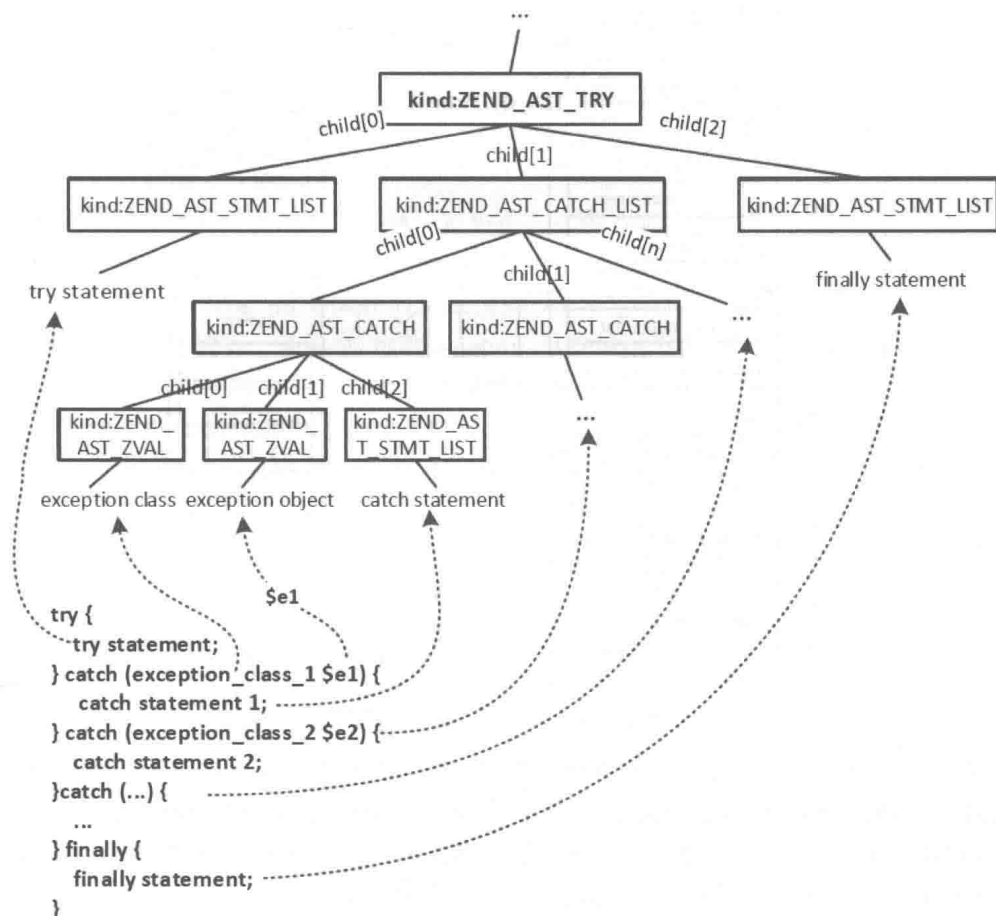 ...
kind:ZEND_AST_TRY
child[0]
child[1]
child[2]
kind:ZEND_AST_STMT_LIST
kind:ZEND_AST_CATCH_LIST
kind:ZEND_AST_STMT_LIST
child[0]
child[1]
child[n]
try statement
finally statement
kind:ZEND_AST_CATCH
kind:ZEND_AST_CATCH
...
child[0]
child[1]
child[2]
kind:ZEND_
AST_ZVAL
kind:ZEND_
AST_ZVAL
kind:ZEND_AS
T_STMT_LIST
...
exception class
exception object
catch statement
$e1
try {
try statement;
} catch (exception_class_1 $e1) {
catch statement 1;
} catch (exception_class_2 $e2) {
catch statement 2;
}catch (...) {
...
} finally {
finally statement;
}